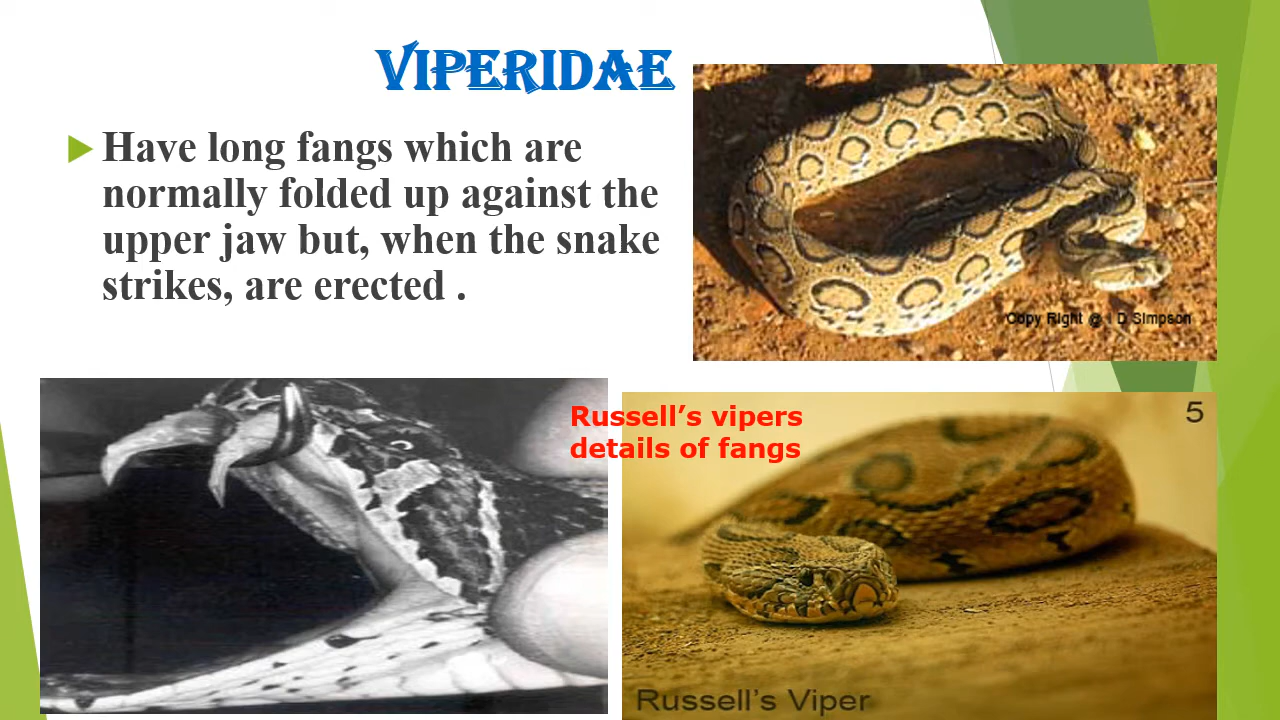 VIPERIDAE
Have long fangs which are
normally folded up against the
upper jaw but, when the snake
strikes, are erected .
Copy Right @ I D Simpson
Russell’s vipers
details of fangs
5
Russell’s Viper